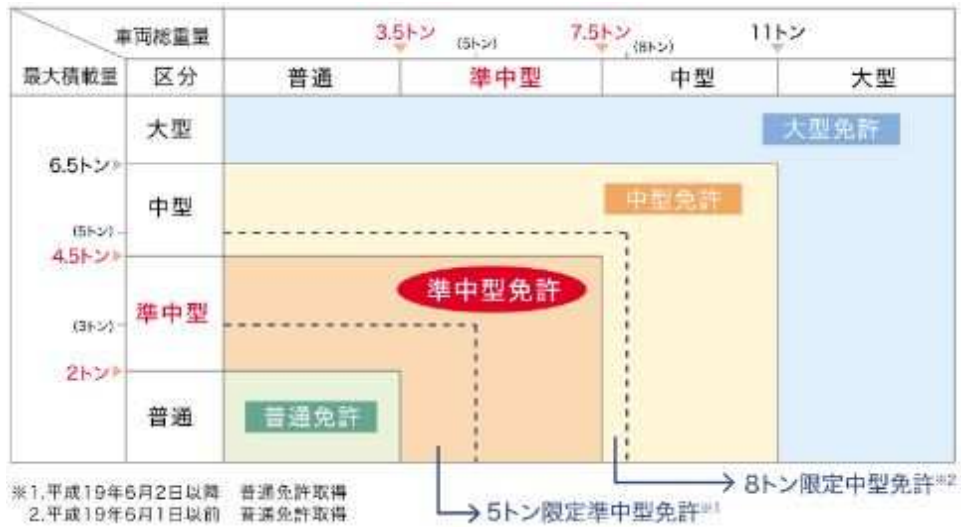 車両総重量 3.5トン (5トン) 7.5トン (8トン) 11トン
最大積載量 区分 普通 準中型 中型 大型
大型 大型免許
6.5トン
中型 中型免許
(5トン)
4.5トン
準中型免許
準中型
(3トン)
2トン
普通 普通免許
※1.平成19年6月2日以降 普通免許取得
2.平成19年6月1日以前 普通免許取得
8トン限定中型免許※2
5トン限定準中型免許※1